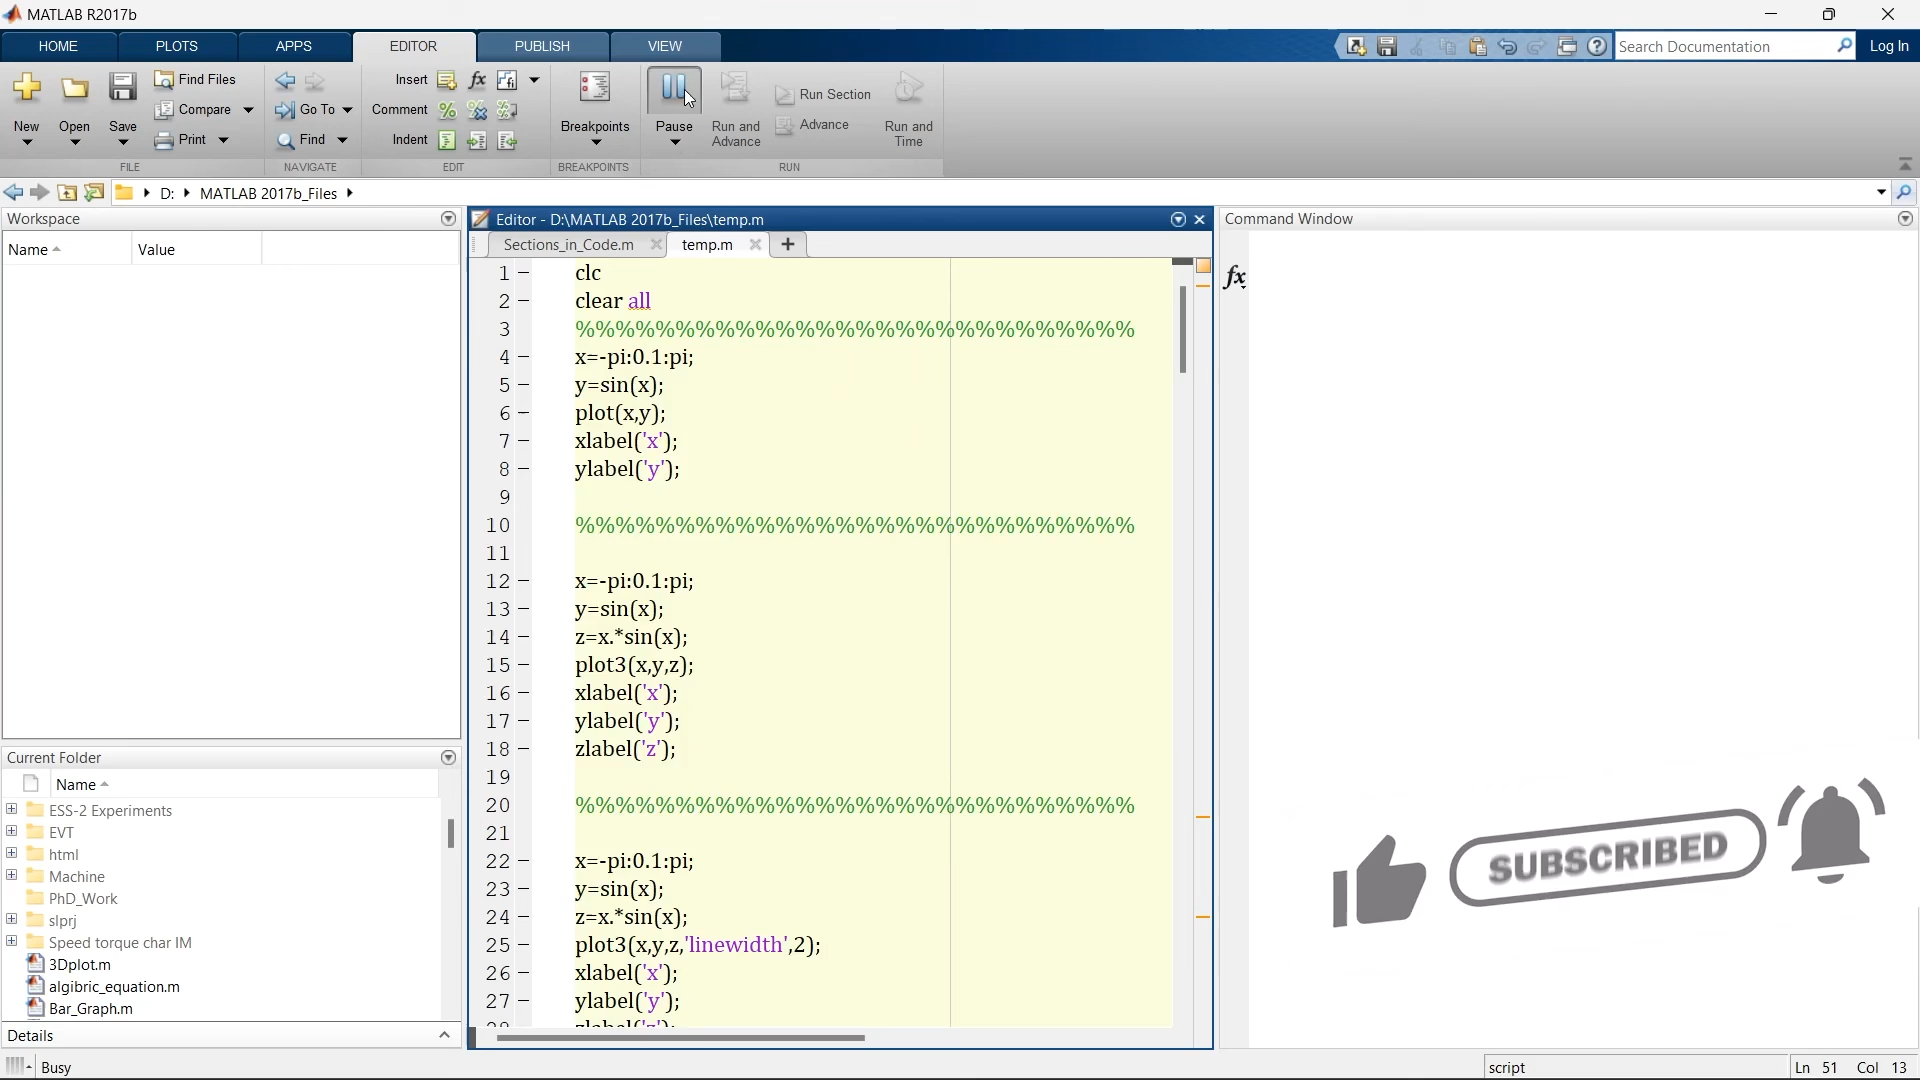 MATLAB R2017b
HOME PLOTS APPS EDITOR PUBLISH VIEW
Search Documentation Log In
Find Files Insert fx
Compare Go To Comment Run Section
New Open Save Print Find Indent Breakpoints Pause Run and Advance Advance Run and Time
FILE NAVIGATE EDIT BREAKPOINTS RUN
D: MATLAB 2017b_Files
Workspace
Name Value
Editor - D:\MATLAB 2017b_Files\temp.m
Sections_in_Code.m temp.m +
1 – clc
2 – clear all
3 %%%%%%%%%%%%%%%%%%%%%%%%%%%%
4 – x=-pi:0.1:pi;
5 – y=sin(x);
6 – plot(x,y);
7 – xlabel('x');
8 – ylabel('y');
9
10 %%%%%%%%%%%%%%%%%%%%%%%%%%%%
11
12 – x=-pi:0.1:pi;
13 – y=sin(x);
14 – z=x.*sin(x);
15 – plot3(x,y,z);
16 – xlabel('x');
17 – ylabel('y');
18 – zlabel('z');
19
20 %%%%%%%%%%%%%%%%%%%%%%%%%%%%
21
22 – x=-pi:0.1:pi;
23 – y=sin(x);
24 – z=x.*sin(x);
25 – plot3(x,y,z,'linewidth',2);
26 – xlabel('x');
27 – ylabel('y');
Command Window
fx
SUBSCRIBED
Current Folder
Name
ESS-2 Experiments
EVT
html
Machine
PhD_Work
slprj
Speed torque char IM
3Dplot.m
algibric_equation.m
Bar_Graph.m
Details
Busy
script Ln 51 Col 13